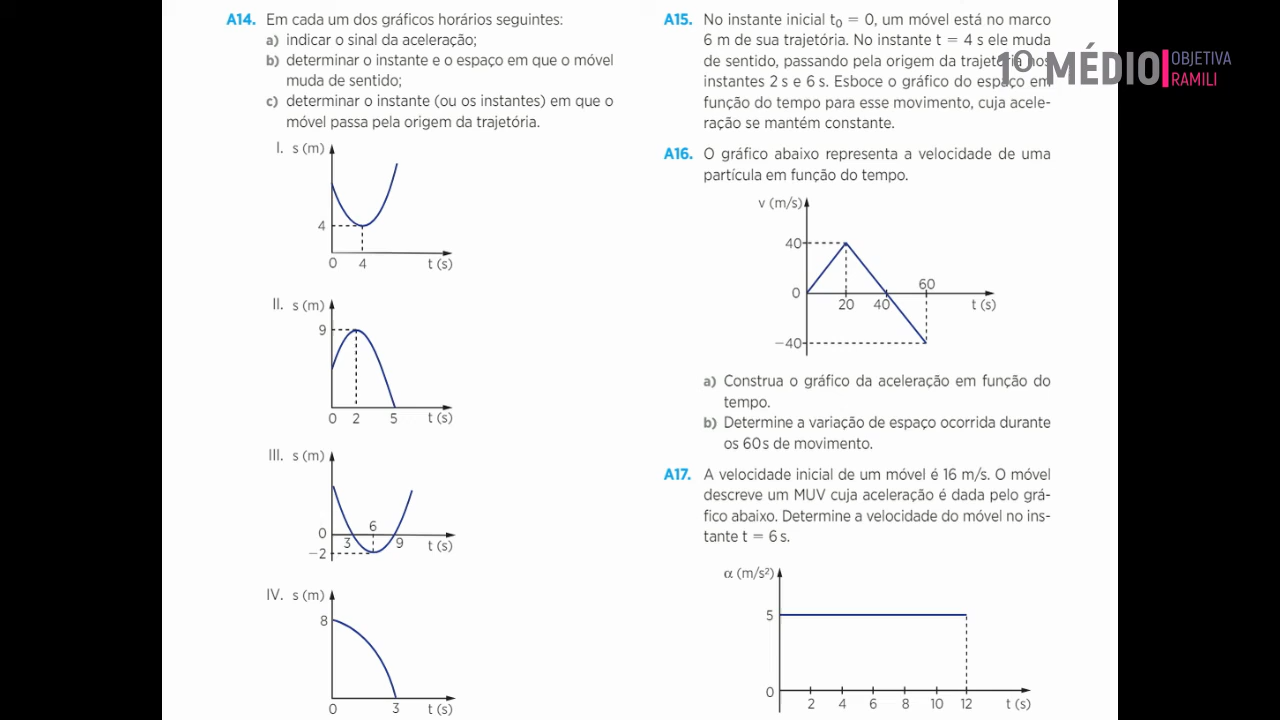 A14. Em cada um dos gráficos horários seguintes:
a) indicar o sinal da aceleração;
b) determinar o instante e o espaço em que o móvel
muda de sentido;
c) determinar o instante (ou os instantes) em que o
móvel passa pela origem da trajetória.
I. s (m)
4
0 4 t (s)
II. s (m)
9
0 2 5 t (s)
III. s (m)
0 3 6 9 t (s)
−2
IV. s (m)
8
0 3 t (s)
A15. No instante inicial t₀ = 0, um móvel está no marco
6 m de sua trajetória. No instante t = 4 s ele muda
de sentido, passando pela origem da trajetória nos
instantes 2 s e 6 s. Esboce o gráfico do espaço em
função do tempo para esse movimento, cuja acele-
ração se mantém constante.
1º MÉDIO
OBJETIVA
RAMILI
A16. O gráfico abaixo representa a velocidade de uma
partícula em função do tempo.
v (m/s)
40
60
0 20 40 t (s)
−40
a) Construa o gráfico da aceleração em função do
tempo.
b) Determine a variação de espaço ocorrida durante
os 60 s de movimento.
A17. A velocidade inicial de um móvel é 16 m/s. O móvel
descreve um MUV cuja aceleração é dada pelo grá-
fico abaixo. Determine a velocidade do móvel no ins-
tante t = 6 s.
α (m/s²)
5
0 2 4 6 8 10 12 t (s)